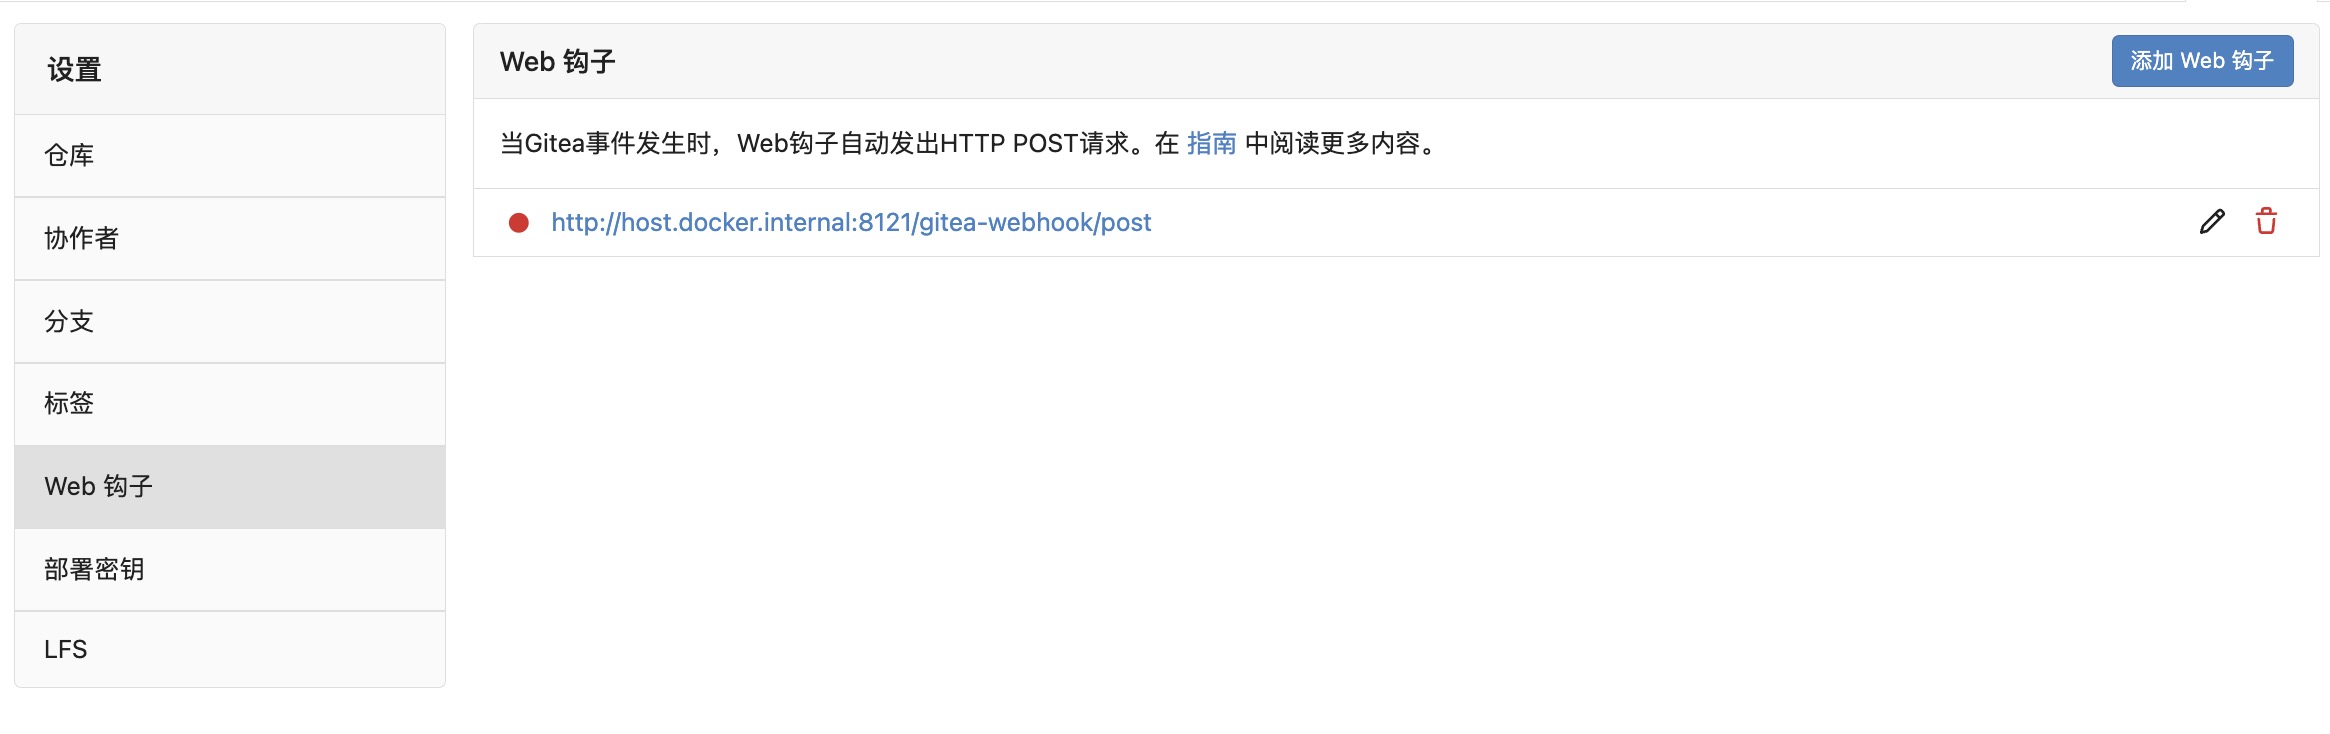 设置
仓库
协作者
分支
标签
Web 钩子
部署密钥
LFS
Web 钩子
添加 Web 钩子
当Gitea事件发生时，Web钩子自动发出HTTP POST请求。在 指南 中阅读更多内容。
http://host.docker.internal:8121/gitea-webhook/post